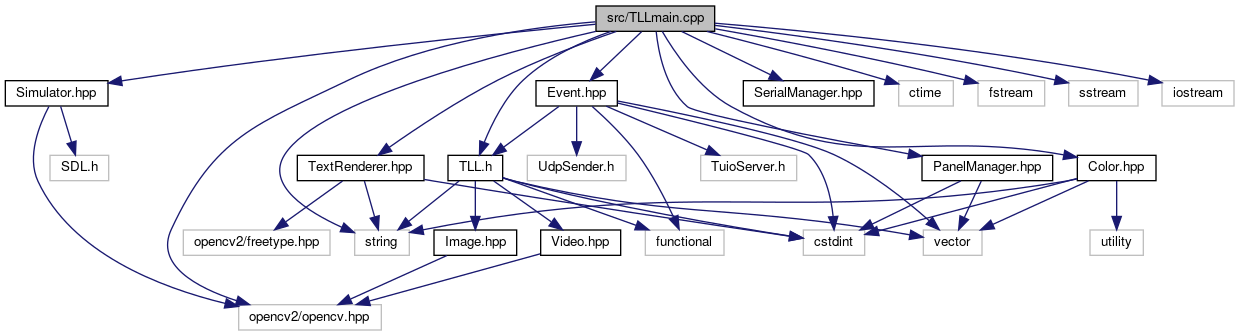 src/TLLmain.cpp
Simulator.hpp
Event.hpp
SerialManager.hpp
ctime
fstream
sstream
iostream
SDL.h
TextRenderer.hpp
TLL.h
UdpSender.h
TuioServer.h
PanelManager.hpp
Color.hpp
opencv2/freetype.hpp
string
Image.hpp
Video.hpp
functional
cstdint
vector
utility
opencv2/opencv.hpp